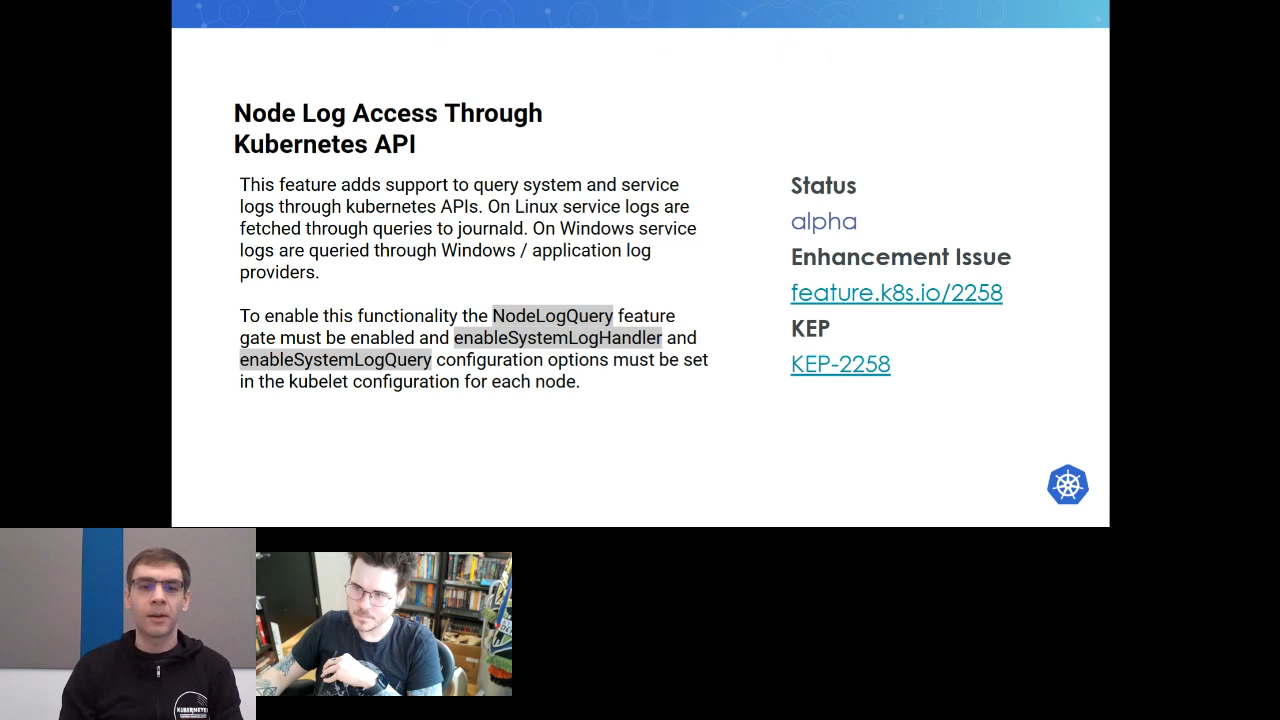 Node Log Access Through
Kubernetes API
This feature adds support to query system and service
logs through kubernetes APIs. On Linux service logs are
fetched through queries to journald. On Windows service
logs are queried through Windows / application log
providers.
To enable this functionality the NodeLogQuery feature
gate must be enabled and enableSystemLogHandler and
enableSystemLogQuery configuration options must be set
in the kubelet configuration for each node.
Status
alpha
Enhancement Issue
feature.k8s.io/2258
KEP
KEP-2258
KUBERNETES